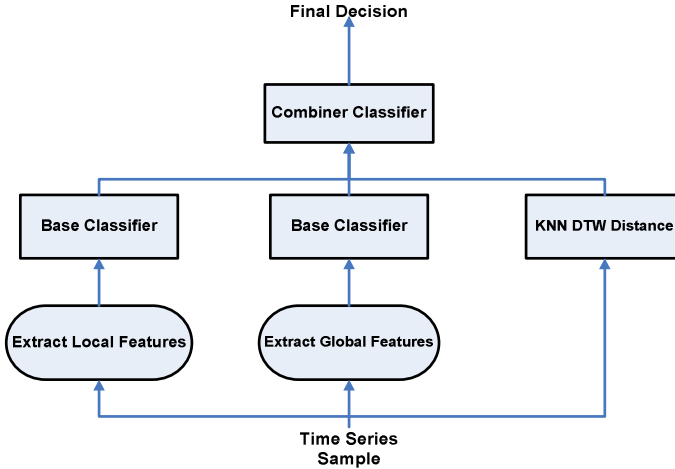 Final Decision
Combiner Classifier
Base Classifier
Base Classifier
KNN DTW Distance
Extract Local Features
Extract Global Features
Time Series
Sample